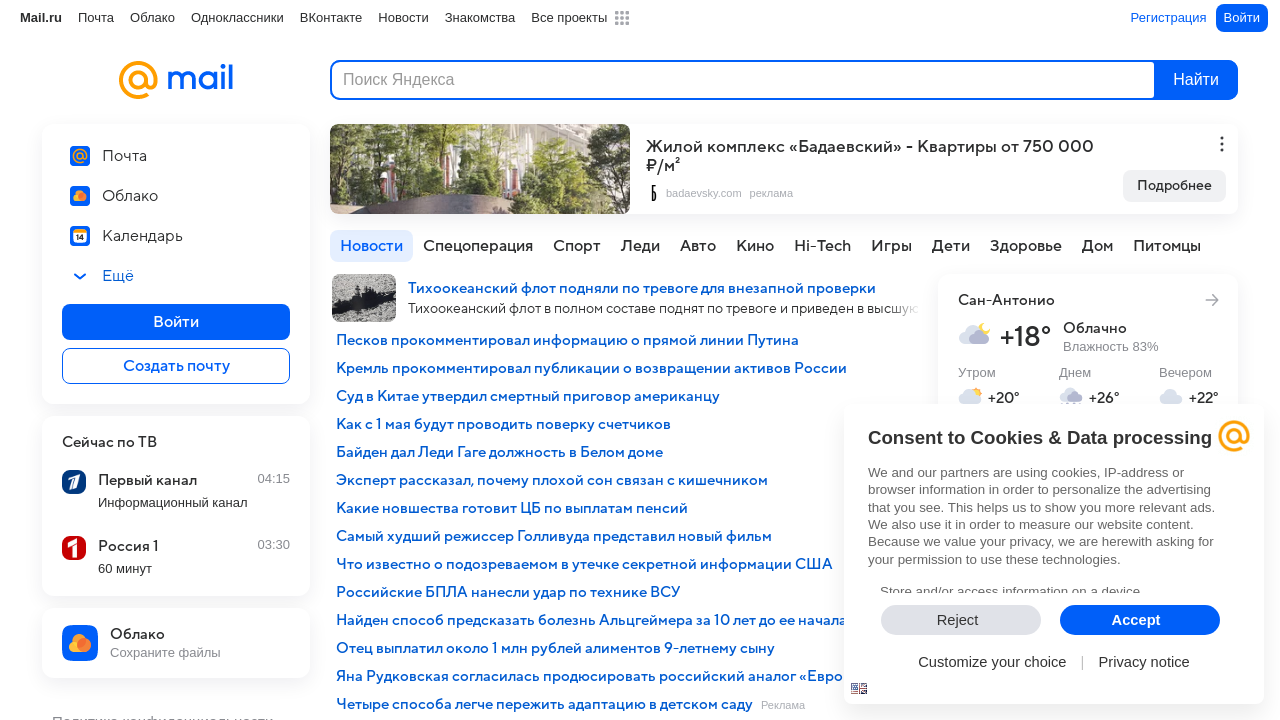 Mail.ru Почта Облако Одноклассники ВКонтакте Новости Знакомства Все проекты Регистрация Войти
mail
Поиск Яндекса Найти
Почта
Облако
14 Календарь
Ещё
Войти
Создать почту
Сейчас по ТВ
Первый канал 04:15
Информационный канал
Россия 1 03:30
60 минут
Облако
Сохраните файлы
Политика конфиденциальности
Жилой комплекс «Бадаевский» - Квартиры от 750 000
₽/м²
badaevsky.com реклама
Подробнее
Новости Спецоперация Спорт Леди Авто Кино Hi-Tech Игры Дети Здоровье Дом Питомцы
Тихоокеанский флот подняли по тревоге для внезапной проверки
Тихоокеанский флот в полном составе поднят по тревоге и приведен в высшую
Песков прокомментировал информацию о прямой линии Путина
Кремль прокомментировал публикации о возвращении активов России
Суд в Китае утвердил смертный приговор американцу
Как с 1 мая будут проводить поверку счетчиков
Байден дал Леди Гаге должность в Белом доме
Эксперт рассказал, почему плохой сон связан с кишечником
Какие новшества готовит ЦБ по выплатам пенсий
Самый худший режиссер Голливуда представил новый фильм
Что известно о подозреваемом в утечке секретной информации США
Российские БПЛА нанесли удар по технике ВСУ
Найден способ предсказать болезнь Альцгеймера за 10 лет до ее начала
Отец выплатил около 1 млн рублей алиментов 9-летнему сыну
Яна Рудковская согласилась продюсировать российский аналог «Евро
Четыре способа легче пережить адаптацию в детском саду Реклама
Сан-Антонио
+18° Облачно
Влажность 83%
Утром Днем Вечером
+20° +26° +22°
Consent to Cookies & Data processing
We and our partners are using cookies, IP-address or
browser information in order to personalize the advertising
that you see. This helps us to show you more relevant ads.
We also use it in order to measure our website content.
Because we value your privacy, we are herewith asking for
your permission to use these technologies.
Store and/or access information on a device
Reject Accept
Customize your choice | Privacy notice